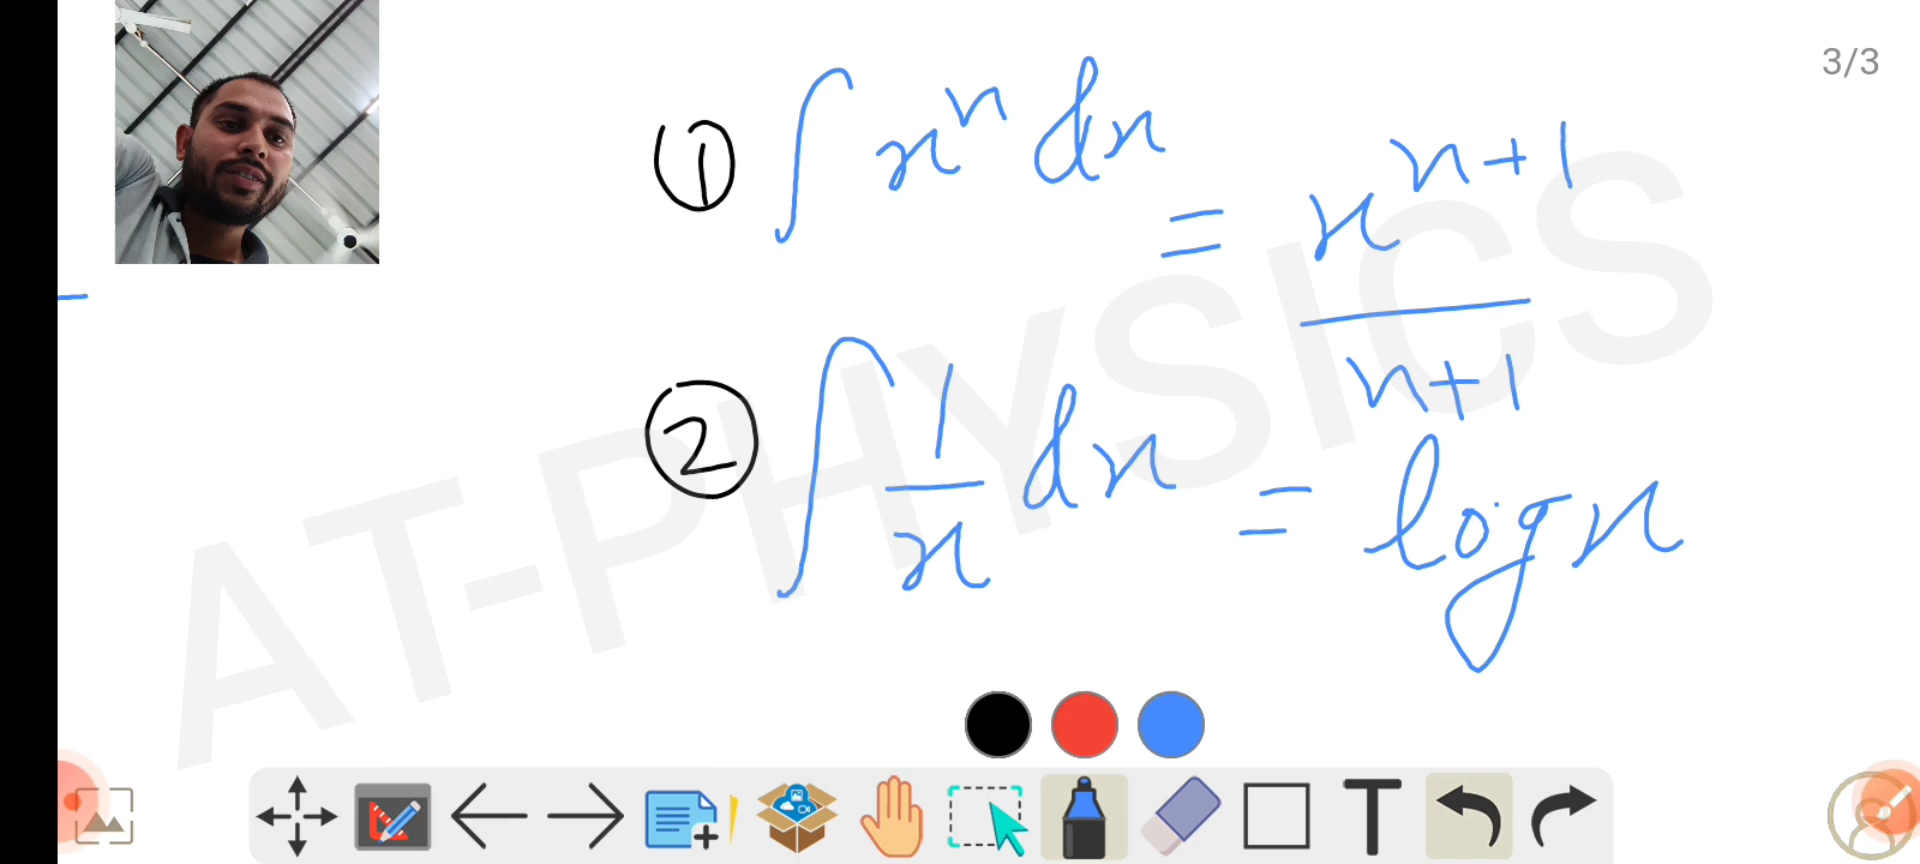 3/3
① ∫ xⁿ dx = xⁿ⁺¹ / n+1
② ∫ 1/x dx = log x
AT-PHYSICS
T